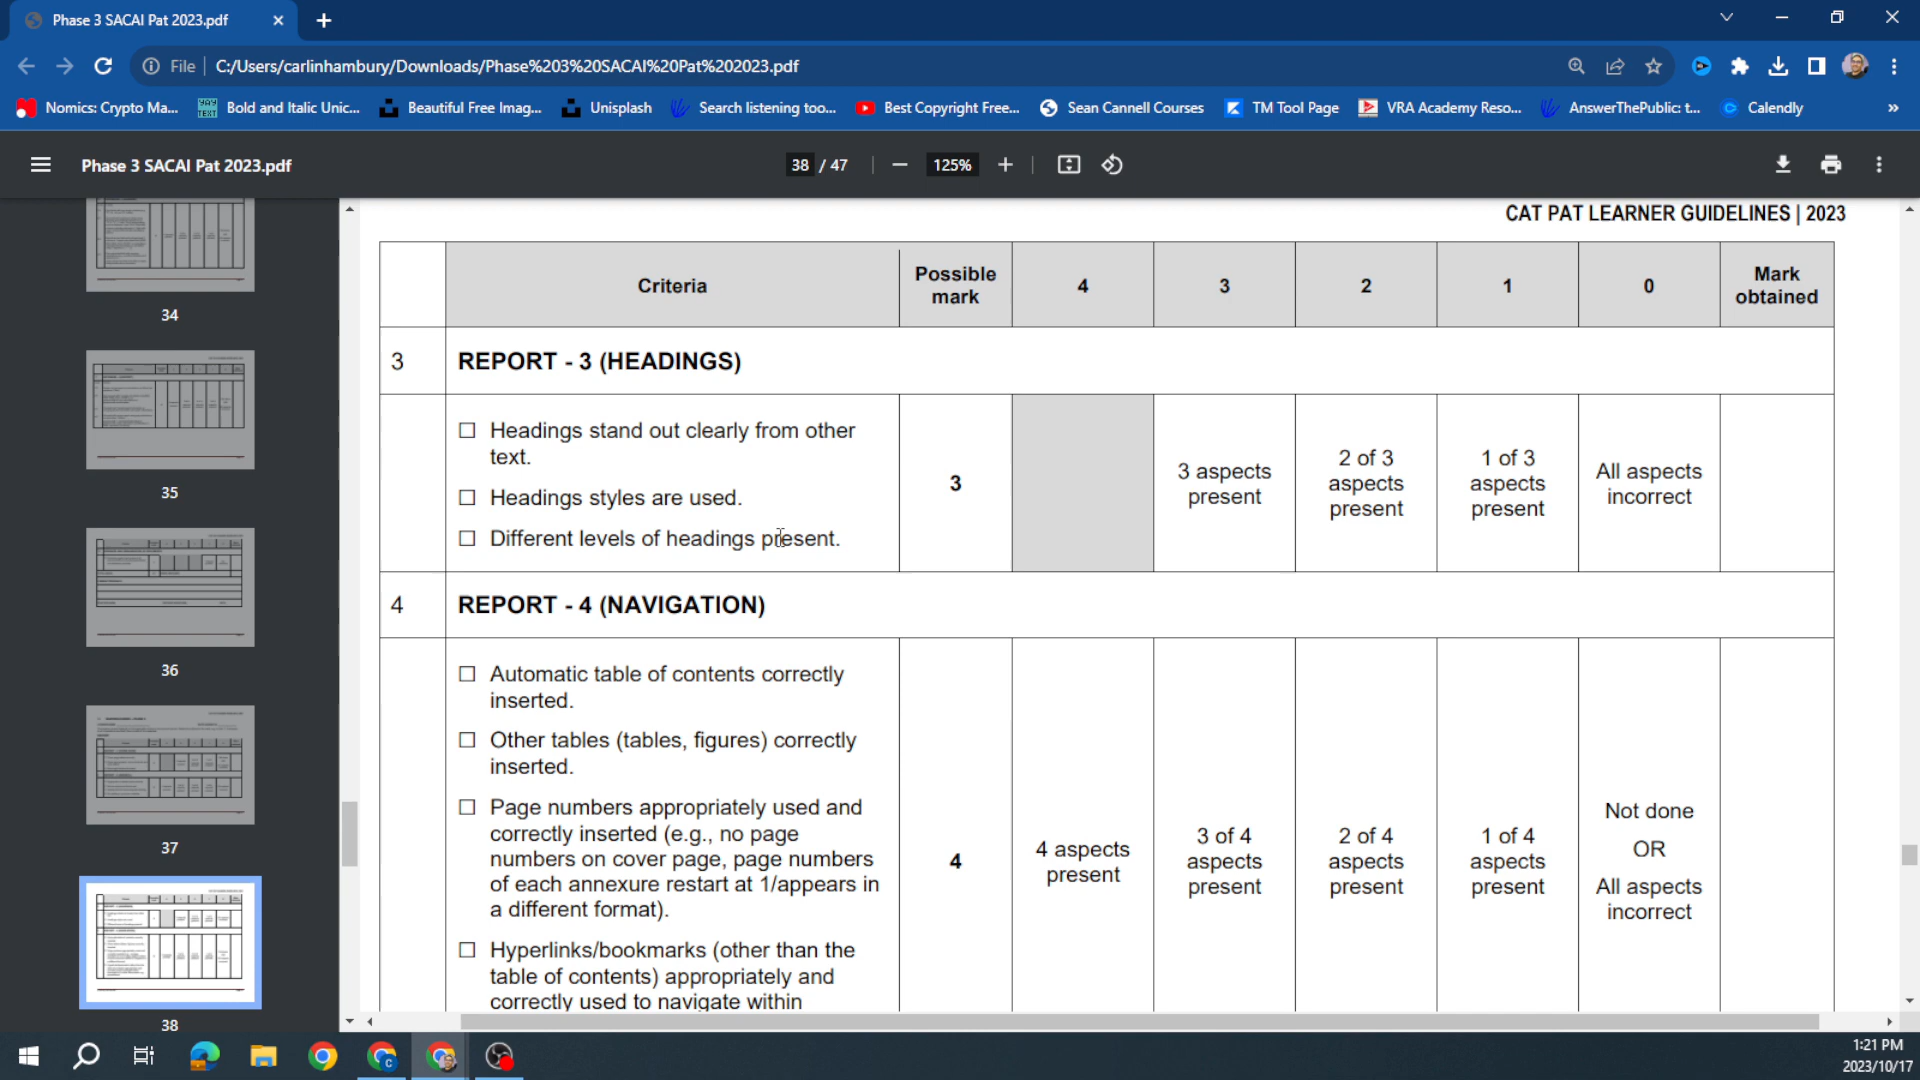 Phase 3 SACAI Pat 2023.pdf
File
C:/Users/carlinhambury/Downloads/Phase%203%20SACAI%20Pat%202023.pdf
Nomics: Crypto Ma...
YAY TEXT
Bold and Italic Unic...
Beautiful Free Imag...
Unisplash
Search listening too...
Best Copyright Free...
Sean Cannell Courses
TM Tool Page
VRA Academy Reso...
AnswerThePublic: t...
Calendly
»
Phase 3 SACAI Pat 2023.pdf
38 / 47
125%
34
35
36
37
38
CAT PAT LEARNER GUIDELINES | 2023
Criteria
Possible
mark
4
3
2
1
0
Mark
obtained
3
REPORT - 3 (HEADINGS)
Headings stand out clearly from other
text.
Headings styles are used.
Different levels of headings present.
3
3 aspects
present
2 of 3
aspects
present
1 of 3
aspects
present
All aspects
incorrect
4
REPORT - 4 (NAVIGATION)
Automatic table of contents correctly
inserted.
Other tables (tables, figures) correctly
inserted.
Page numbers appropriately used and
correctly inserted (e.g., no page
numbers on cover page, page numbers
of each annexure restart at 1/appears in
a different format).
Hyperlinks/bookmarks (other than the
table of contents) appropriately and
correctly used to navigate within
4
4 aspects
present
3 of 4
aspects
present
2 of 4
aspects
present
1 of 4
aspects
present
Not done
OR
All aspects
incorrect
1:21 PM
2023/10/17